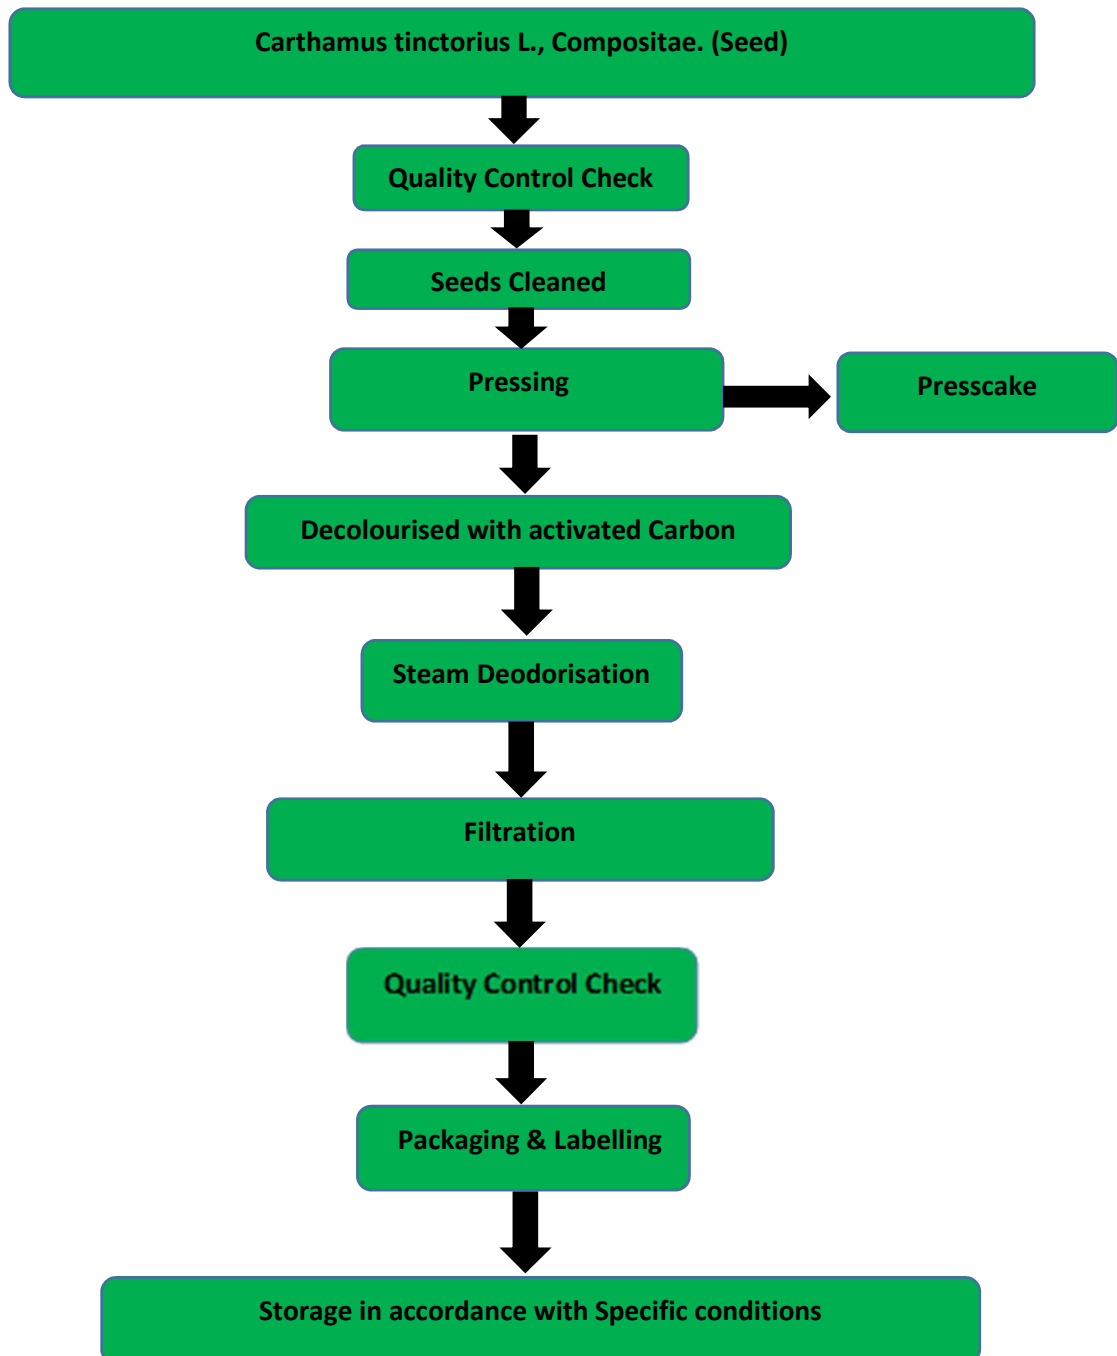 Carthamus tinctorius L., Compositae. (Seed)
Quality Control Check
Seeds Cleaned
Pressing
Presscake
Decolourised with activated Carbon
Steam Deodorisation
Filtration
Quality Control Check
Packaging & Labelling
Storage in accordance with Specific conditions